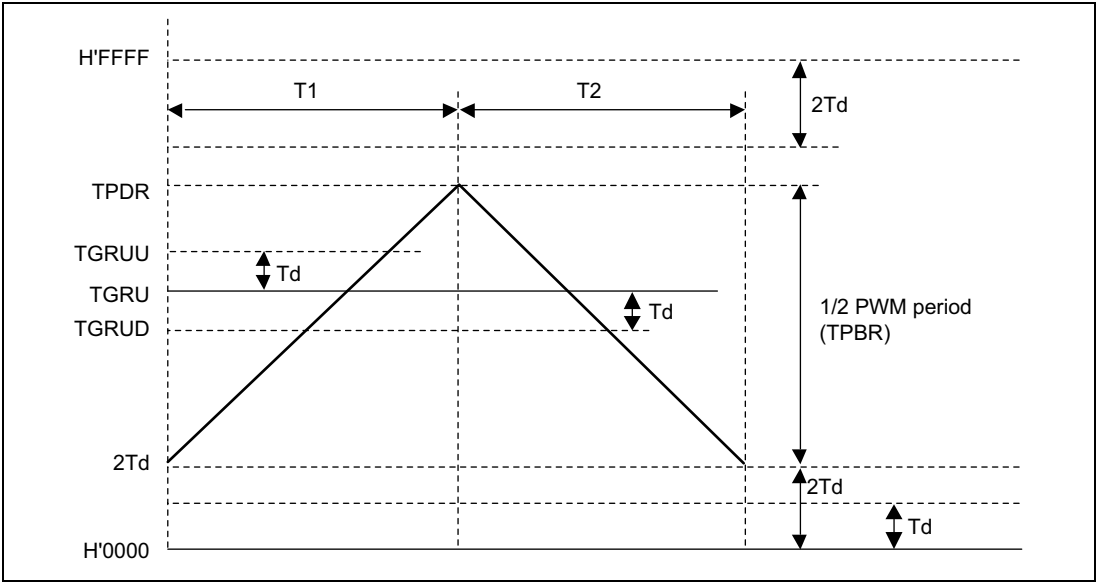 H'FFFF
T1
T2
2Td
TPDR
TGRUU
Td
TGRU
Td
TGRUD
1/2 PWM period
(TPBR)
2Td
2Td
Td
H'0000